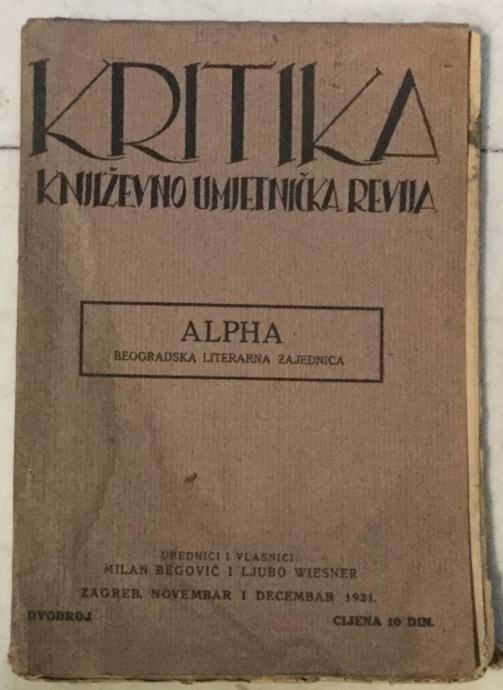 KRITIKA
KNJIŽEVNO UMJETNIČKA REVIJA
ALPHA
BEOGRADSKA LITERARNA ZAJEDNICA
UREDNICI I VLASNICI
MILAN BEGOVIĆ I LJUBO WIESNER
ZAGREB, NOVEMBAR I DECEMBAR 1921.
DVOBROJ
CIJENA 10 DIN.